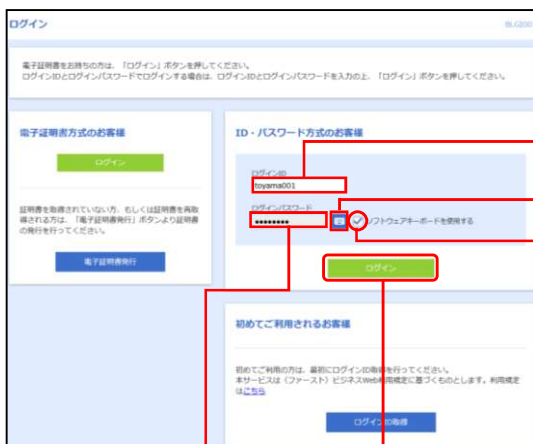 ログイン
BLGI001
電子証明書をお持ちの方は、「ログイン」ボタンを押してください。
ログインIDとログインパスワードでログインする場合は、ログインIDとログインパスワードを入力の上、「ログイン」ボタンを押してください。
電子証明書方式のお客様
ログイン
証明書を取得されていない方、もしくは証明書を再取
得される方は、「電子証明書発行」ボタンより証明書
の発行を行ってください。
電子証明書発行
ID・パスワード方式のお客様
ログインID
toyama001
ログインパスワード
●●●●●●●●
ソフトウェアキーボードを使用する
ログイン
初めてご利用されるお客様
初めてご利用の方は、最初にログインID取得を行ってください。
本サービスは〈ファースト〉ビジネスWeb利用規定に基づくものとします。利用規定
はこちら
ログインID取得